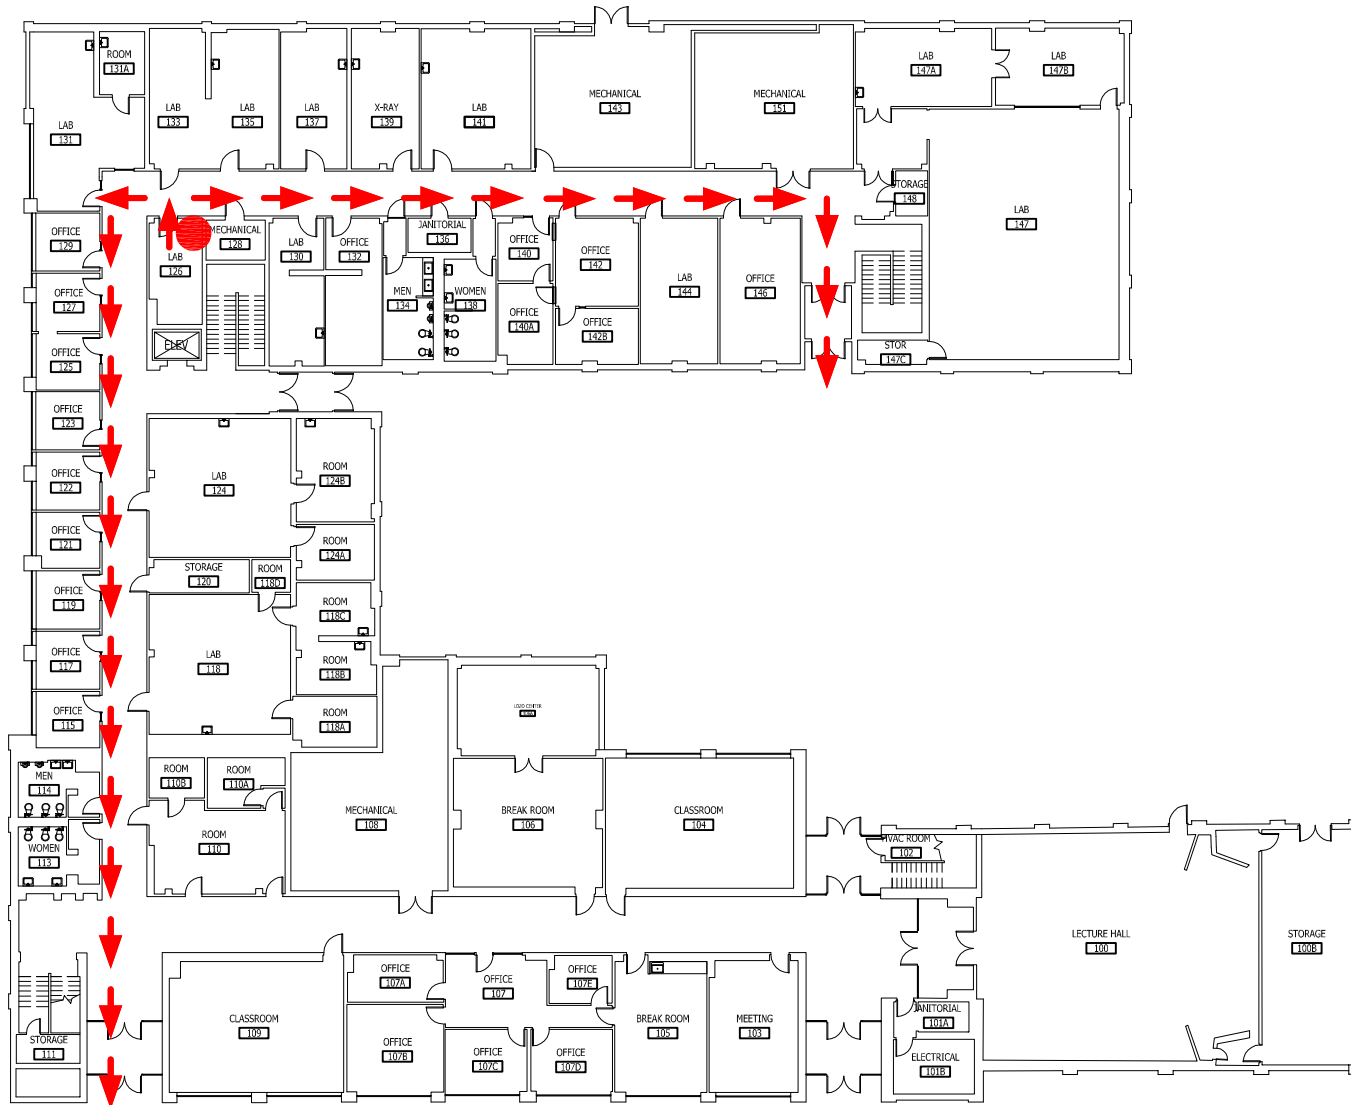 ROOM
131A
LAB
131
LAB
133
LAB
135
LAB
137
X-RAY
139
LAB
141
MECHANICAL
143
MECHANICAL
151
LAB
147A
LAB
147B
STORAGE
148
LAB
147
STOR
147C
OFFICE
129
LAB
126
MECHANICAL
128
LAB
130
OFFICE
132
JANITORIAL
136
MEN
134
WOMEN
138
OFFICE
140
OFFICE
140A
OFFICE
142
OFFICE
142B
LAB
144
OFFICE
146
ELEV
OFFICE
127
OFFICE
125
OFFICE
123
OFFICE
122
OFFICE
121
OFFICE
119
OFFICE
117
OFFICE
115
LAB
124
ROOM
124B
ROOM
124A
STORAGE
120
ROOM
118D
ROOM
118C
LAB
118
ROOM
118B
ROOM
118A
MEN
114
WOMEN
113
ROOM
110B
ROOM
110A
ROOM
110
MECHANICAL
108
BREAK ROOM
106
CLASSROOM
104
HVAC ROOM
102
LECTURE HALL
100
STORAGE
100B
STORAGE
111
CLASSROOM
109
OFFICE
107A
OFFICE
107
OFFICE
107E
OFFICE
107B
OFFICE
107C
OFFICE
107D
BREAK ROOM
105
MEETING
103
JANITORIAL
101A
ELECTRICAL
101B